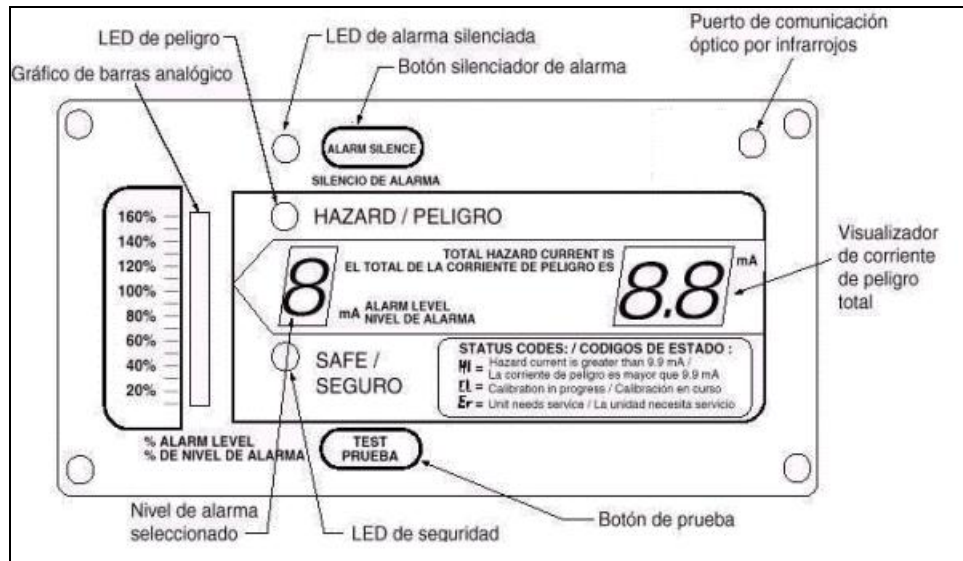 LED de peligro
LED de alarma silenciada
Puerto de comunicación
óptico por infrarrojos
Gráfico de barras analógico
Botón silenciador de alarma
ALARM SILENCE
SILENCIO DE ALARMA
160%
140%
120%
100%
80%
60%
40%
20%
HAZARD / PELIGRO
TOTAL HAZARD CURRENT IS
EL TOTAL DE LA CORRIENTE DE PELIGRO ES
8
mA ALARM LEVEL
NIVEL DE ALARMA
8.8
mA
Visualizador
de corriente
de peligro
total
SAFE /
SEGURO
STATUS CODES: / CODIGOS DE ESTADO :
HI = Hazard current is greater than 9.9 mA /
La corriente de peligro es mayor que 9.9 mA
CL = Calibration in progress / Calibración en curso
Er = Unit needs service / La unidad necesita servicio
% ALARM LEVEL
% DE NIVEL DE ALARMA
TEST
PRUEBA
Nivel de alarma
seleccionado
LED de seguridad
Botón de prueba